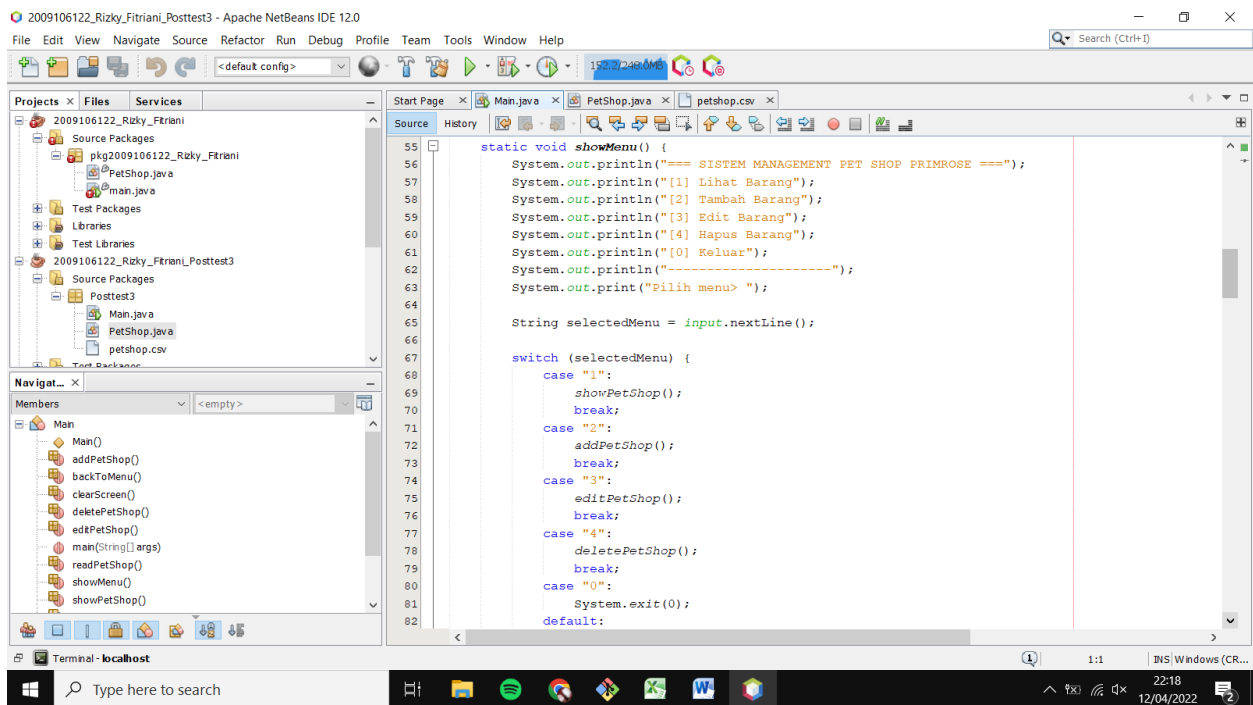 2009106122_Rizky_Fitriani_Posttest3 - Apache NetBeans IDE 12.0
File Edit View Navigate Source Refactor Run Debug Profile Team Tools Window Help
Search (Ctrl+I)
<default config>
152.2/248.0MB
Projects Files Services
2009106122_Rizky_Fitriani
Source Packages
pkg2009106122_Rizky_Fitriani
PetShop.java
main.java
Test Packages
Libraries
Test Libraries
2009106122_Rizky_Fitriani_Posttest3
Source Packages
Posttest3
Main.java
PetShop.java
petshop.csv
Test Packages
Navigat...
Members <empty>
Main
Main()
addPetShop()
backToMenu()
clearScreen()
deletePetShop()
editPetShop()
main(String[] args)
readPetShop()
showMenu()
showPetShop()
Start Page Main.java PetShop.java petshop.csv
Source History
55 static void showMenu() {
56 System.out.println("=== SISTEM MANAGEMENT PET SHOP PRIMROSE ===");
57 System.out.println("[1] Lihat Barang");
58 System.out.println("[2] Tambah Barang");
59 System.out.println("[3] Edit Barang");
60 System.out.println("[4] Hapus Barang");
61 System.out.println("[0] Keluar");
62 System.out.println("---------------------");
63 System.out.print("Pilih menu> ");
64
65 String selectedMenu = input.nextLine();
66
67 switch (selectedMenu) {
68 case "1":
69 showPetShop();
70 break;
71 case "2":
72 addPetShop();
73 break;
74 case "3":
75 editPetShop();
76 break;
77 case "4":
78 deletePetShop();
79 break;
80 case "0":
81 System.exit(0);
82 default:
Terminal - localhost
1
1:1
INS Windows (CR...
Type here to search
22:18
12/04/2022
2